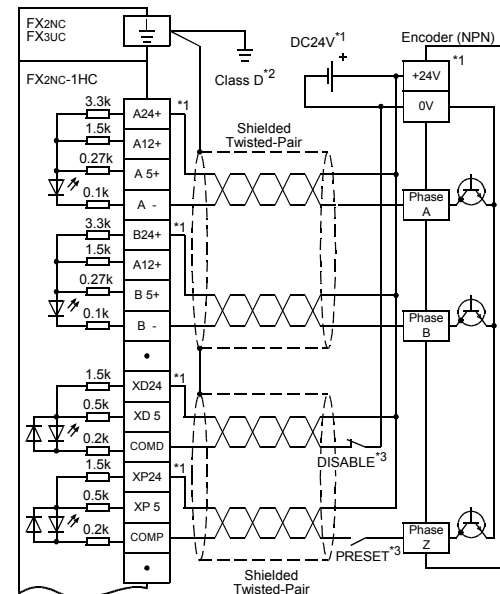 FX2NC
FX3UC
FX2NC-1HC
Class D*2
DC24V*1
+
Encoder (NPN)
+24V
*1
0V
3.3k
A24+
*1
1.5k
A12+
0.27k
A 5+
0.1k
A -
3.3k
B24+
*1
1.5k
A12+
0.27k
B 5+
0.1k
B -
Shielded
Twisted-Pair
Phase
A
Phase
B
1.5k
XD24
*1
0.5k
XD 5
0.2k
COMD
DISABLE*3
1.5k
XP24
*1
0.5k
XP 5
0.2k
COMP
PRESET*3
Phase
Z
Shielded
Twisted-Pair